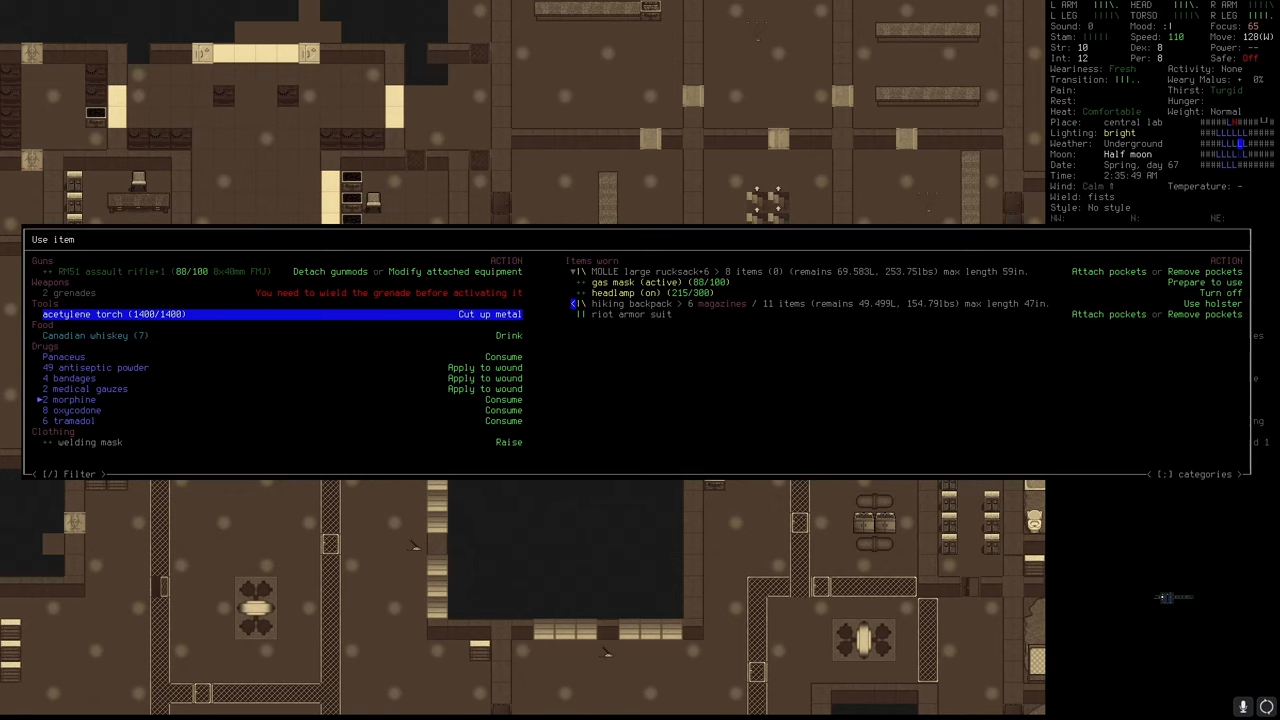 L ARM ||||\. HEAD |||\. R ARM ||||.
L LEG |||||. TORSO ||||\ R LEG ||||.
Sound: 0 Mood: :| Focus: 65
Stam: ||||| Speed: 110 Move: 128(W)
Str: 10 Dex: 8 Power: --
Int: 12 Per: 8 Safe: Off
Weariness: Fresh Activity: None
Transition: |||.. Weary Malus: + 0%
Pain: Thirst: Turgid
Rest: Hunger:
Heat: Comfortable Weight: Normal
Place: central lab
Lighting: bright
Weather: Underground
Moon: Half moon
Date: Spring, day 67
Time: 2:35:49 AM
Wind: Calm ⇑ Temperature: -
Wield: fists
Style: No style
NW: N: NE:
Use item
Guns ACTION
++ RM51 assault rifle+1 (88/100 8x40mm FMJ) Detach gunmods or Modify attached equipment
Weapons
2 grenades You need to wield the grenade before activating it
Tools
acetylene torch (1400/1400) Cut up metal
Food
Canadian whiskey (7) Drink
Drugs
Panaceus Consume
49 antiseptic powder Apply to wound
4 bandages Apply to wound
2 medical gauzes Apply to wound
▶2 morphine Consume
8 oxycodone Consume
6 tramadol Consume
Clothing
++ welding mask Raise
Items worn ACTION
▼|\ MOLLE large rucksack+6 > 8 items (0) (remains 69.583L, 253.75lbs) max length 59in. Attach pockets or Remove pockets
++ gas mask (active) (88/100) Prepare to use
++ headlamp (on) (215/300) Turn off
<|\ hiking backpack > 6 magazines / 11 items (remains 49.499L, 154.79lbs) max length 47in. Use holster
|| riot armor suit Attach pockets or Remove pockets
< [/] Filter >
< [;] categories >